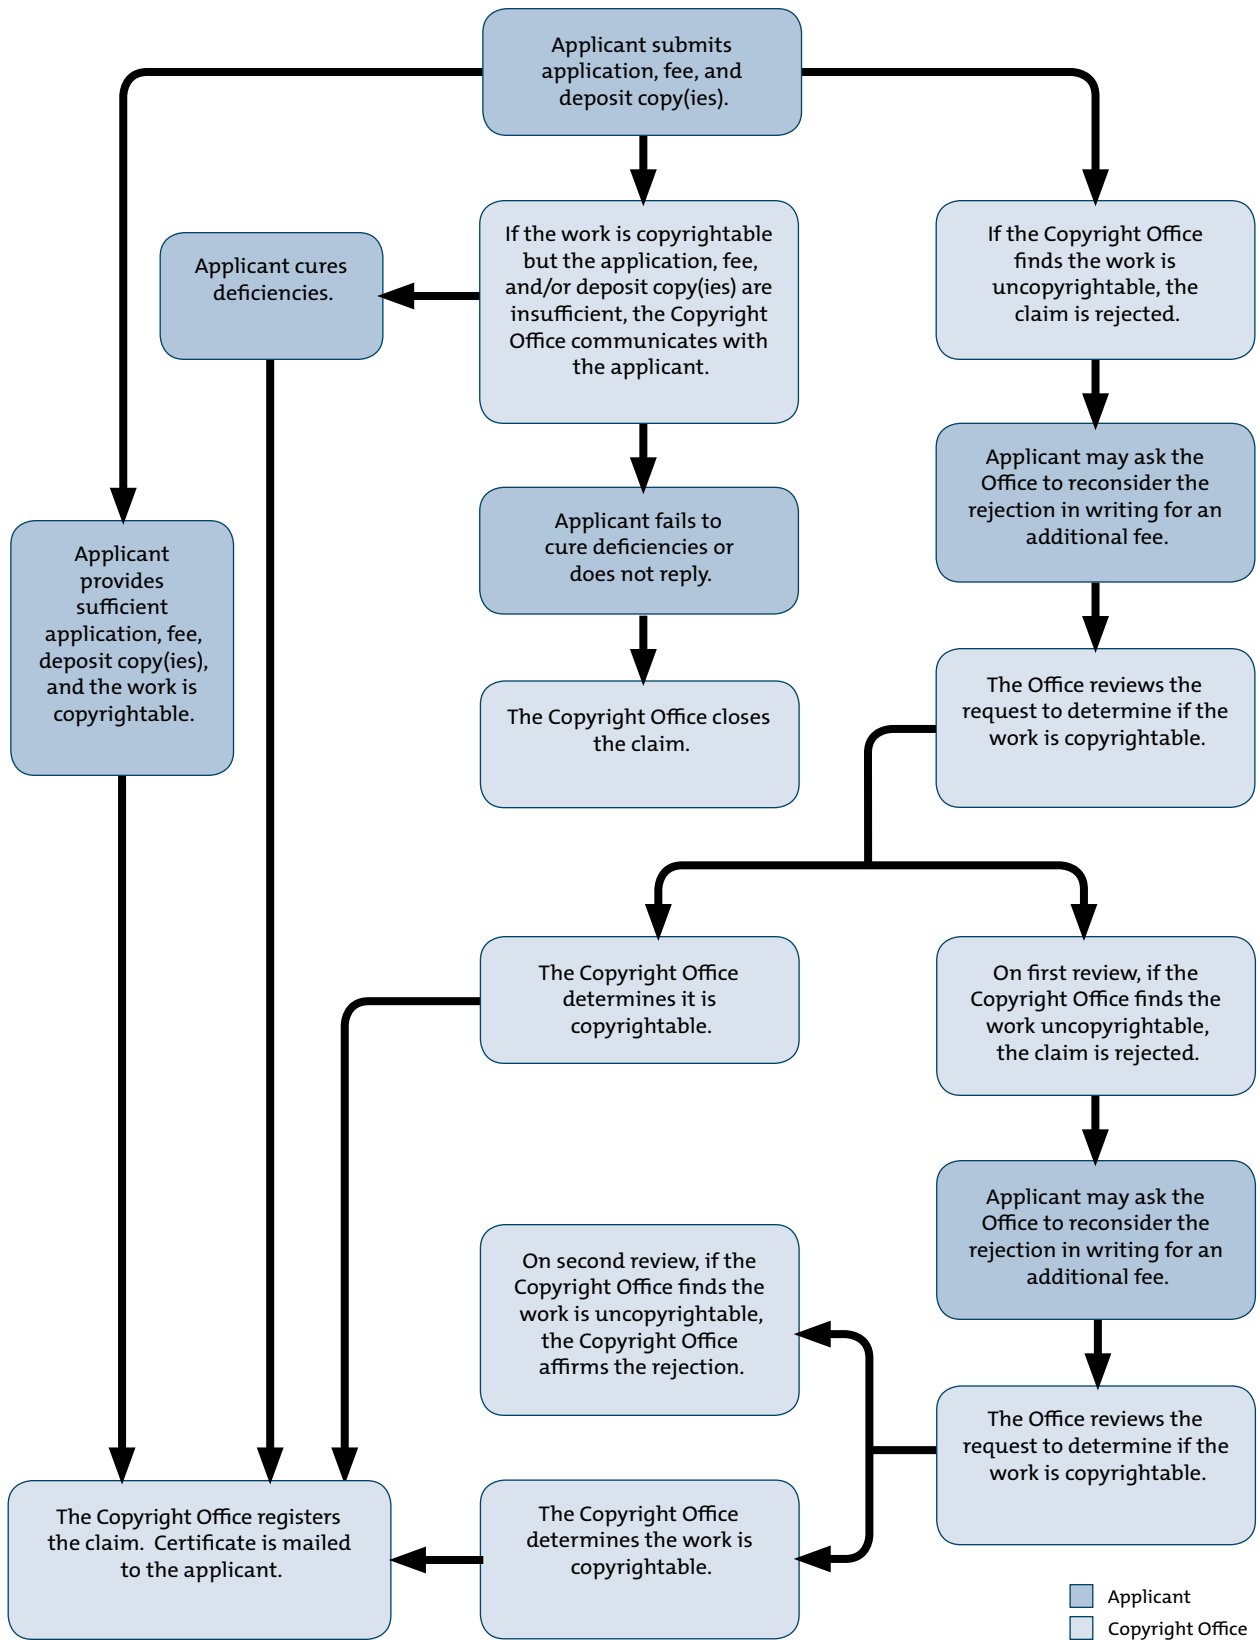 Applicant submits
application, fee, and
deposit copy(ies).
If the work is copyrightable
but the application, fee,
and/or deposit copy(ies) are
insufficient, the Copyright
Office communicates with
the applicant.
If the Copyright Office
finds the work is
uncopyrightable, the
claim is rejected.
Applicant cures
deficiencies.
Applicant may ask the
Office to reconsider the
rejection in writing for an
additional fee.
Applicant fails to
cure deficiencies or
does not reply.
Applicant
provides
sufficient
application, fee,
deposit copy(ies),
and the work is
copyrightable.
The Office reviews the
request to determine if the
work is copyrightable.
The Copyright Office closes
the claim.
The Copyright Office
determines it is
copyrightable.
On first review, if the
Copyright Office finds the
work uncopyrightable,
the claim is rejected.
Applicant may ask the
Office to reconsider the
rejection in writing for an
additional fee.
On second review, if the
Copyright Office finds the
work is uncopyrightable,
the Copyright Office
affirms the rejection.
The Office reviews the
request to determine if the
work is copyrightable.
The Copyright Office registers
the claim.  Certificate is mailed
to the applicant.
The Copyright Office
determines the work is
copyrightable.
Applicant
Copyright Office